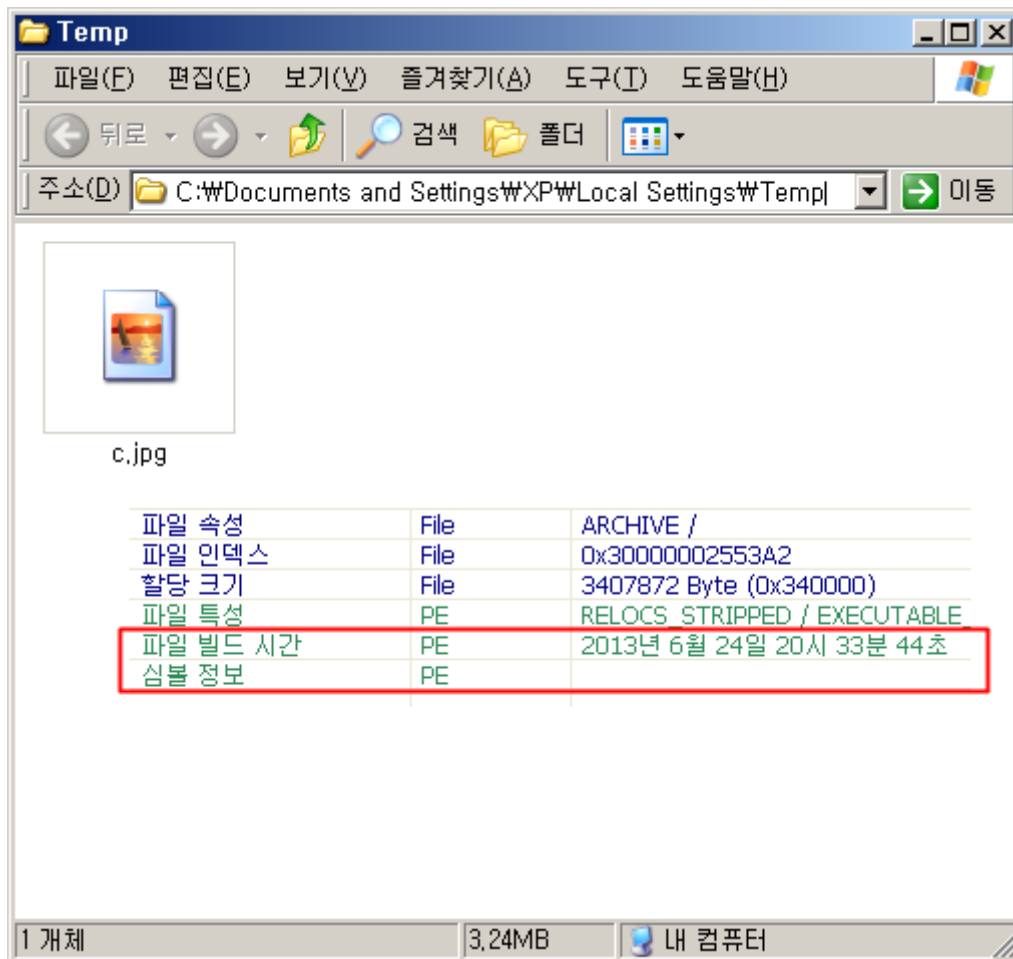 Temp
파일(F) 편집(E) 보기(V) 즐겨찾기(A) 도구(T) 도움말(H)
뒤로 검색 폴더
주소(D) C:₩Documents and Settings₩XP₩Local Settings₩Temp 이동
c.jpg
파일 속성 File ARCHIVE /
파일 인덱스 File 0x30000002553A2
할당 크기 File 3407872 Byte (0x340000)
파일 특성 PE RELOCS_STRIPPED / EXECUTABLE_
파일 빌드 시간 PE 2013년 6월 24일 20시 33분 44초
심볼 정보 PE
1 개체 3,24MB 내 컴퓨터